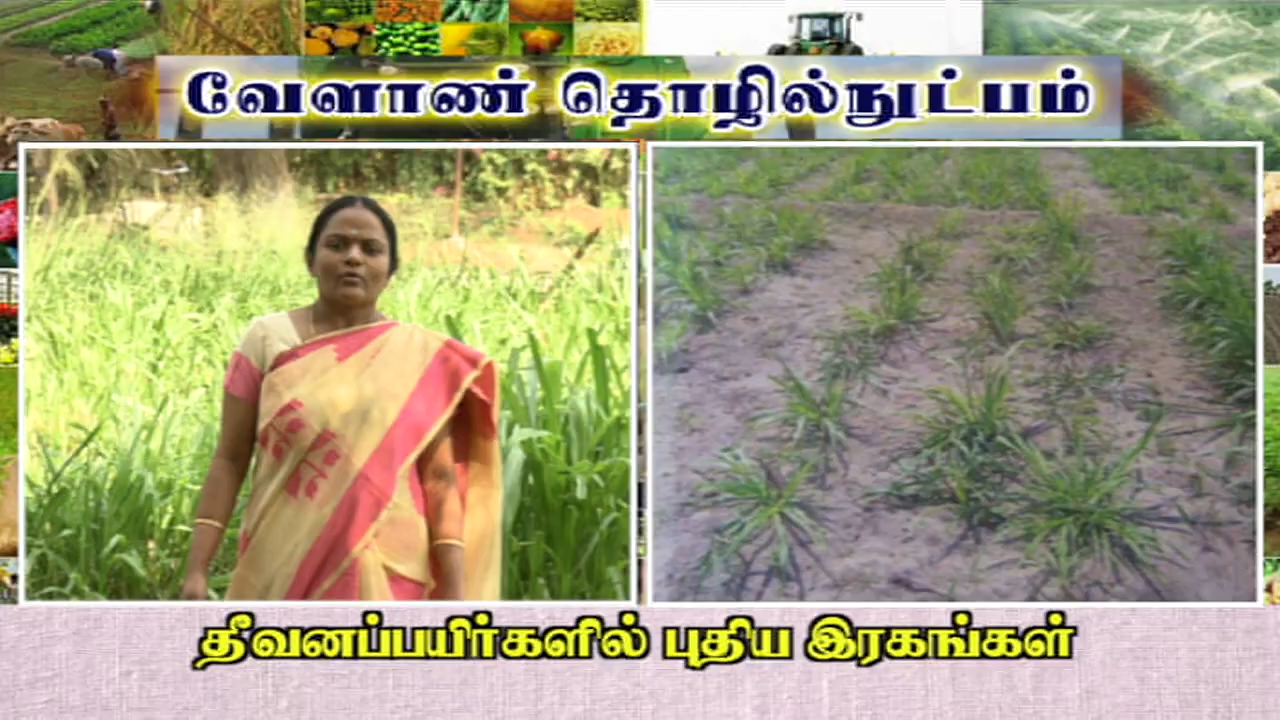 வேளாண் தொழில்நுட்பம்
தீவனப்பயிர்களில் புதிய இரகங்கள்